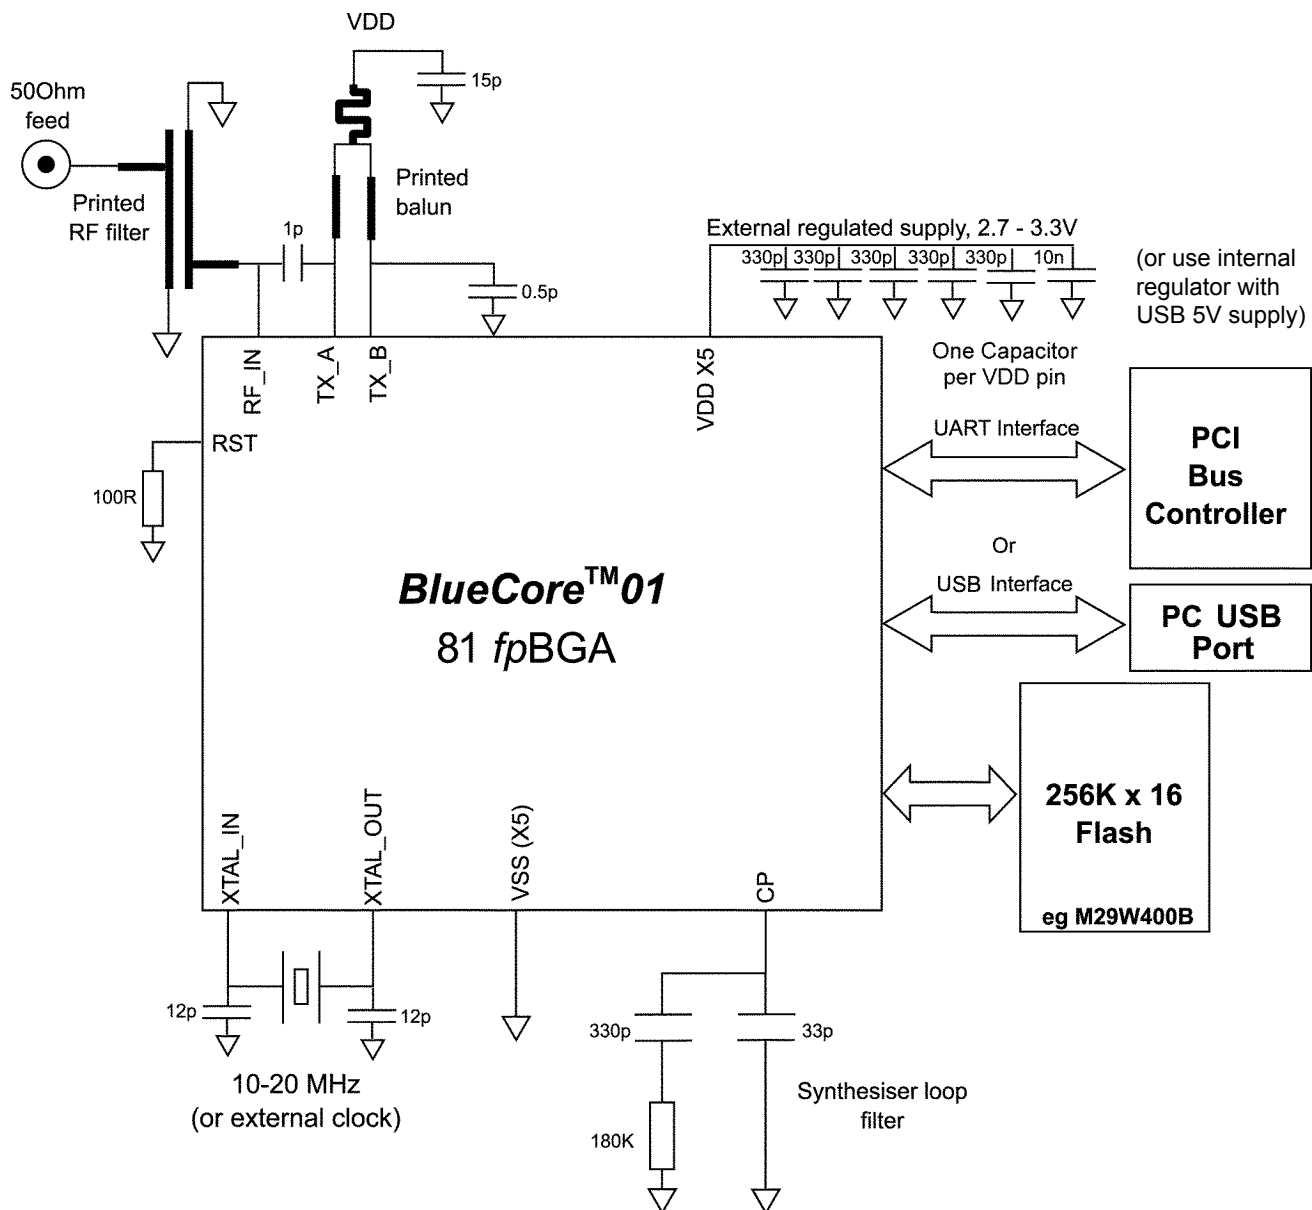 VDD
15p
50Ohm
feed
Printed
RF filter
Printed
balun
1p
0.5p
External regulated supply, 2.7 - 3.3V
330p 330p 330p 330p 330p 10n
(or use internal
regulator with
USB 5V supply)
One Capacitor
per VDD pin
RF_IN
TX_A
TX_B
VDD X5
RST
100R
UART Interface
PCI
Bus
Controller
Or
USB Interface
PC USB
Port
BlueCore™01
81 fpBGA
256K x 16
Flash
eg M29W400B
XTAL_IN
XTAL_OUT
VSS (X5)
CP
12p
12p
10-20 MHz
(or external clock)
330p
33p
180K
Synthesiser loop
filter